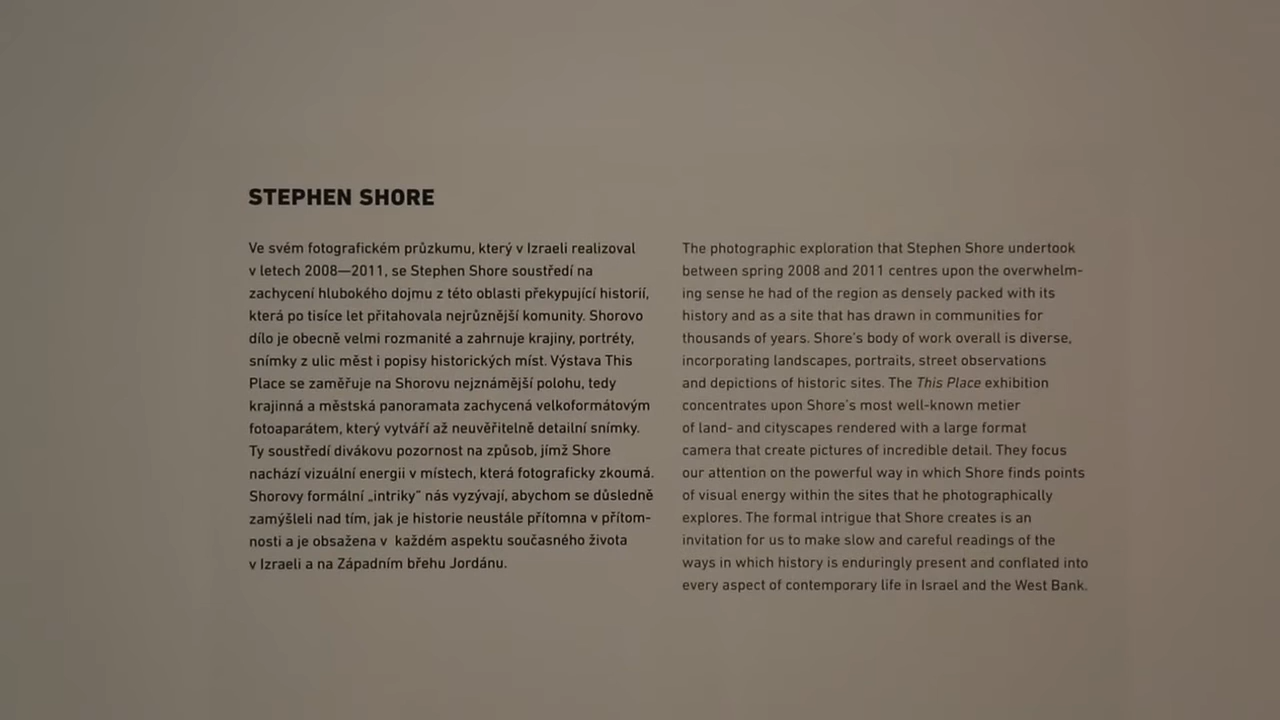 STEPHEN SHORE
Ve svém fotografickém průzkumu, který v Izraeli realizoval
v letech 2008—2011, se Stephen Shore soustředí na
zachycení hlubokého dojmu z této oblasti překypující historií,
která po tisíce let přitahovala nejrůznější komunity. Shorovo
dílo je obecně velmi rozmanité a zahrnuje krajiny, portréty,
snímky z ulic měst i popisy historických míst. Výstava This
Place se zaměřuje na Shorovu nejznámější polohu, tedy
krajinná a městská panoramata zachycená velkoformátovým
fotoaparátem, který vytváří až neuvěřitelně detailní snímky.
Ty soustředí divákovu pozornost na způsob, jímž Shore
nachází vizuální energii v místech, která fotograficky zkoumá.
Shorovy formální „intriky“ nás vyzývají, abychom se důsledně
zamýšleli nad tím, jak je historie neustále přítomna v přítom-
nosti a je obsažena v každém aspektu současného života
v Izraeli a na Západním břehu Jordánu.
The photographic exploration that Stephen Shore undertook
between spring 2008 and 2011 centres upon the overwhelm-
ing sense he had of the region as densely packed with its
history and as a site that has drawn in communities for
thousands of years. Shore's body of work overall is diverse,
incorporating landscapes, portraits, street observations
and depictions of historic sites. The This Place exhibition
concentrates upon Shore's most well-known metier
of land- and cityscapes rendered with a large format
camera that create pictures of incredible detail. They focus
our attention on the powerful way in which Shore finds points
of visual energy within the sites that he photographically
explores. The formal intrigue that Shore creates is an
invitation for us to make slow and careful readings of the
ways in which history is enduringly present and conflated into
every aspect of contemporary life in Israel and the West Bank.